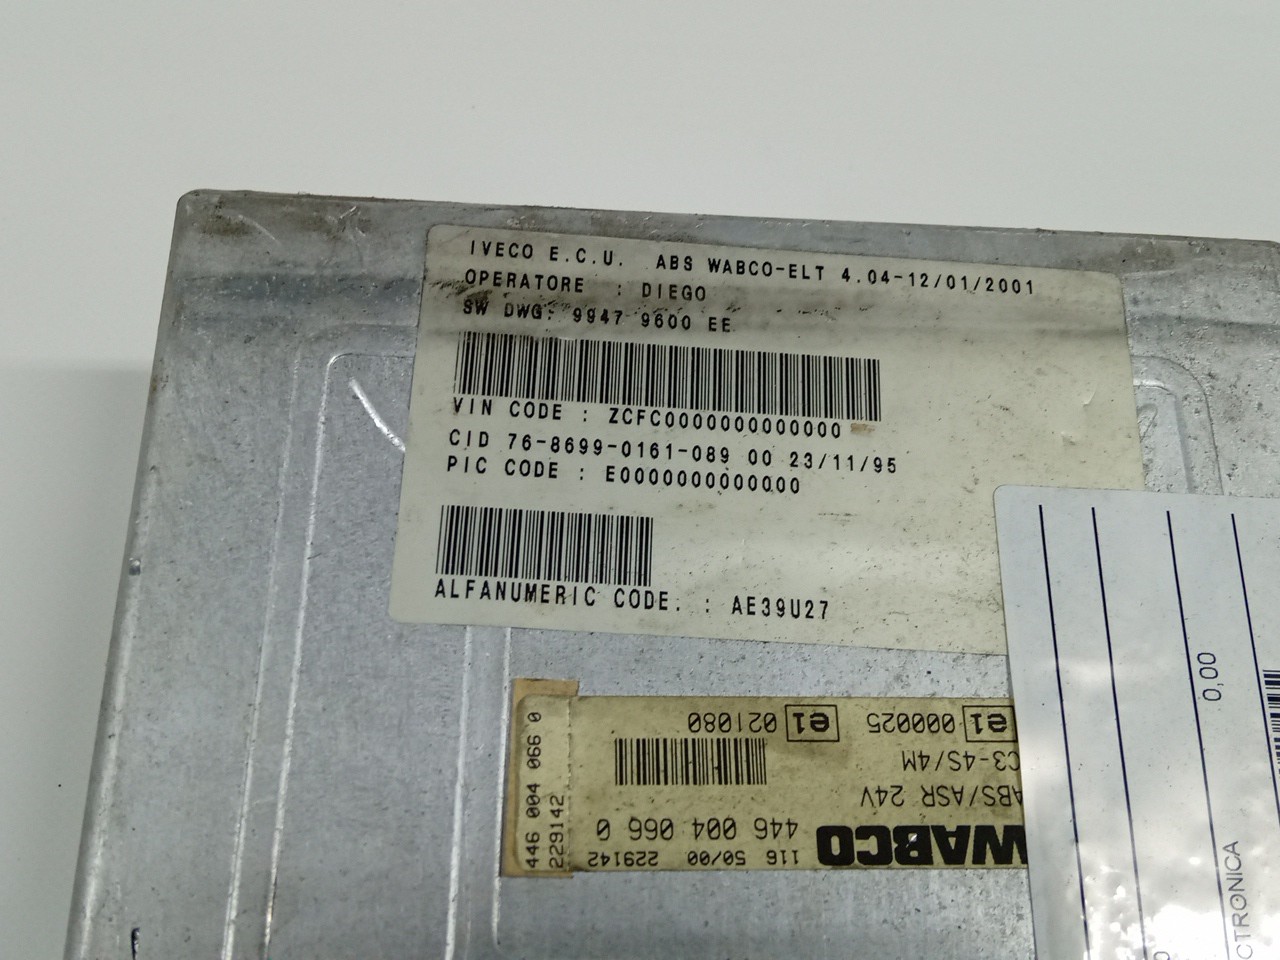 IVECO E.C.U. ABS WABCO-ELT 4.04-12/01/2001
OPERATORE : DIEGO
SW DWG: 9947 9600 EE
VIN CODE : ZCFC0000000000000
CID 76-8699-0161-089 00 23/11/95
PIC CODE : E0000000000000
ALFANUMERIC CODE. : AE39U27
WABCO 116 50/00 229142
446 004 066 0
ABS/ASR 24V
C3-4S/4M
e1 000025 e1 021080
446 004 066 0
229142
0,00
CTRONICA